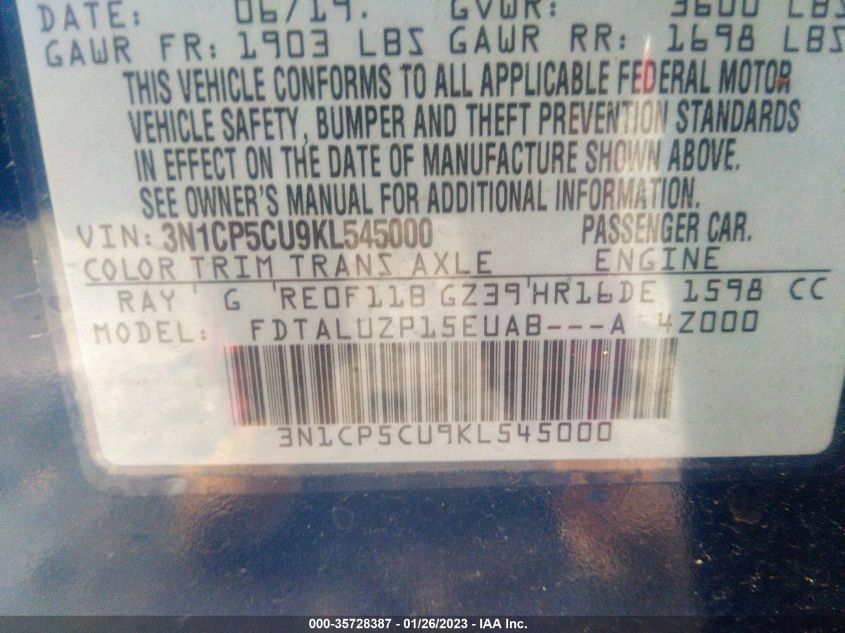 DATE: 06/19. GVWR: 3600 LBS
GAWR FR: 1903 LBS GAWR RR: 1698 LBS
THIS VEHICLE CONFORMS TO ALL APPLICABLE FEDERAL MOTOR
VEHICLE SAFETY, BUMPER AND THEFT PREVENTION STANDARDS
IN EFFECT ON THE DATE OF MANUFACTURE SHOWN ABOVE.
SEE OWNER'S MANUAL FOR ADDITIONAL INFORMATION.
VIN: 3N1CP5CU9KL545000 PASSENGER CAR.
COLOR TRIM TRANS AXLE ENGINE
RAY G RE0F11B GZ39 HR16DE 1598 CC
MODEL: FDTALUZP15EUAB---A 4Z000
3N1CP5CU9KL545000
000-35728387 - 01/26/2023 - IAA Inc.